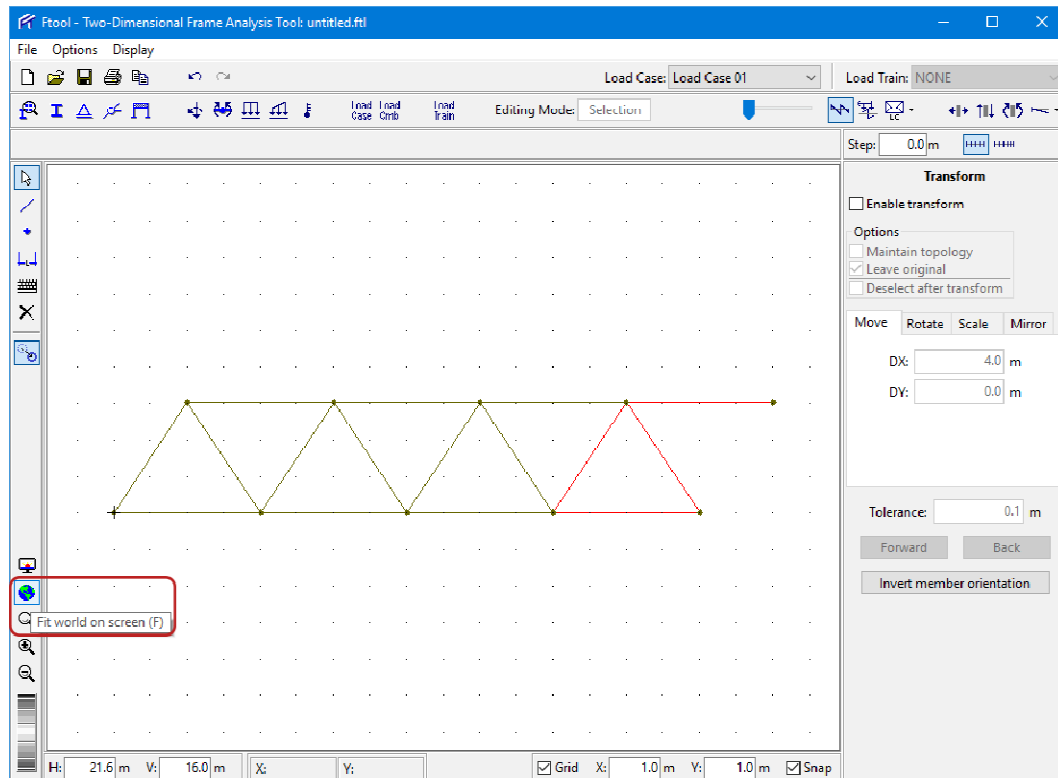 Ftool - Two-Dimensional Frame Analysis Tool: untitled.ftl
File Options Display
Load Case: Load Case 01 Load Train: NONE
Load Case Load Cmb Load Train Editing Mode: Selection LC
Step: 0.0 m
Transform
Enable transform
Options
Maintain topology
Leave original
Deselect after transform
Move Rotate Scale Mirror
DX: 4.0 m
DY: 0.0 m
Tolerance: 0.1 m
Forward Back
Invert member orientation
Fit world on screen (F)
H: 21.6 m V: 16.0 m X: Y: Grid X: 1.0 m Y: 1.0 m Snap